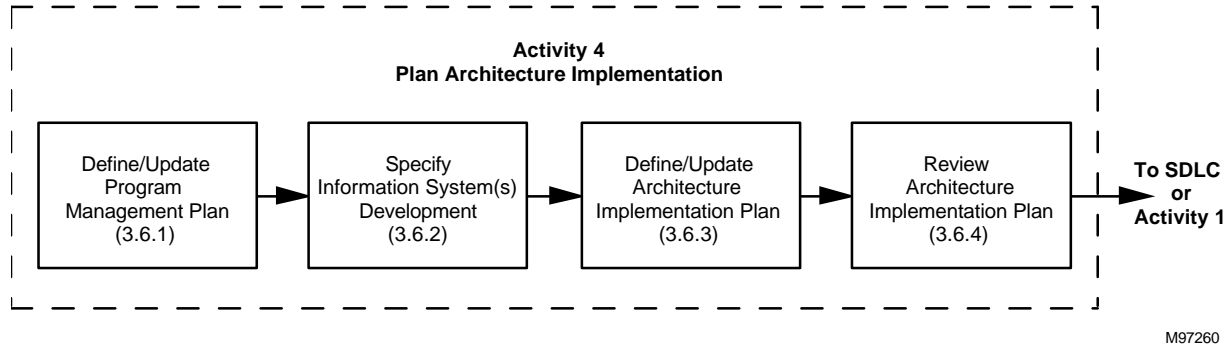 Activity 4
Plan Architecture Implementation
Define/Update
Program
Management Plan
(3.6.1)
Specify
Information System(s)
Development
(3.6.2)
Define/Update
Architecture
Implementation Plan
(3.6.3)
Review
Architecture
Implementation Plan
(3.6.4)
To SDLC
or
Activity 1
M97260